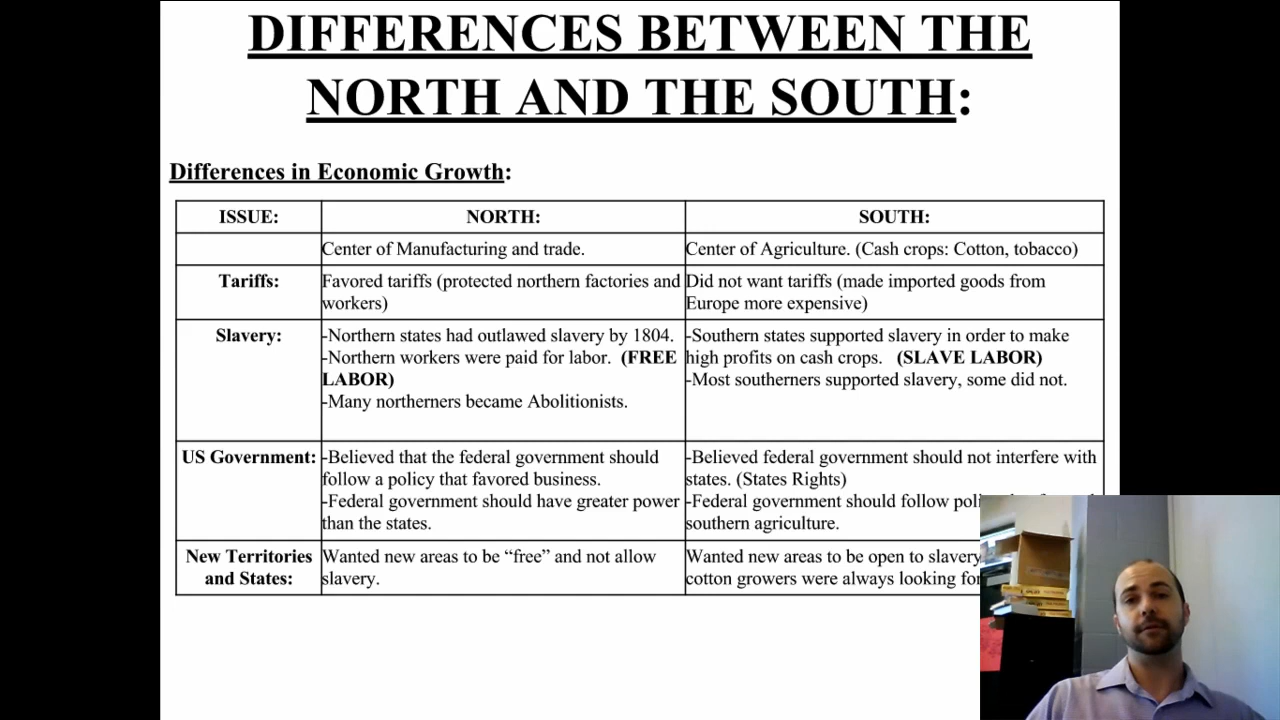 DIFFERENCES BETWEEN THE
NORTH AND THE SOUTH:
Differences in Economic Growth:
ISSUE: NORTH: SOUTH:
Center of Manufacturing and trade. Center of Agriculture. (Cash crops: Cotton, tobacco)
Tariffs: Favored tariffs (protected northern factories and Did not want tariffs (made imported goods from
workers) Europe more expensive)
Slavery: -Northern states had outlawed slavery by 1804. -Southern states supported slavery in order to make
-Northern workers were paid for labor. (FREE high profits on cash crops. (SLAVE LABOR)
LABOR) -Most southerners supported slavery, some did not.
-Many northerners became Abolitionists.
US Government: -Believed that the federal government should -Believed federal government should not interfere with
follow a policy that favored business. states. (States Rights)
-Federal government should have greater power -Federal government should follow
than the states. southern agriculture.
New Territories Wanted new areas to be “free” and not allow Wanted new areas to be open to slavery
and States: slavery. cotton growers were always looking